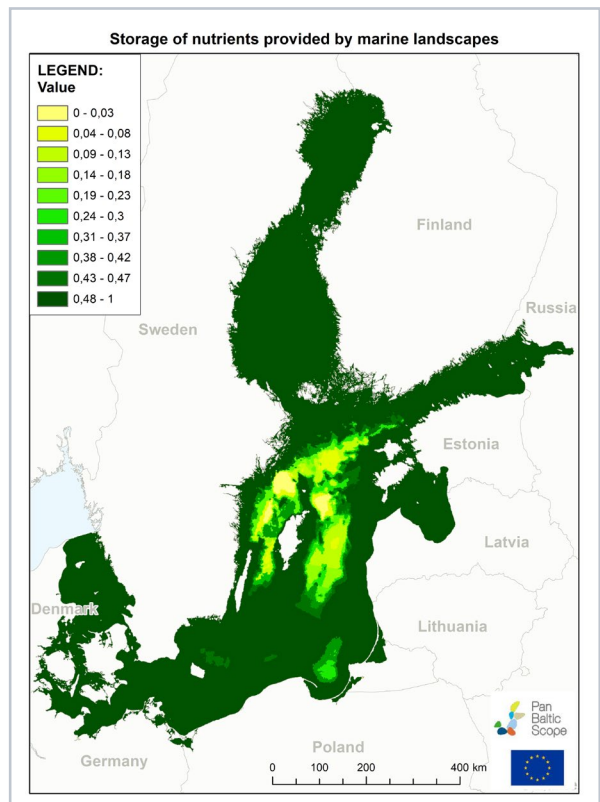 Storage of nutrients provided by marine landscapes
LEGEND:
Value
0 - 0,03
0,04 - 0,08
0,09 - 0,13
0,14 - 0,18
0,19 - 0,23
0,24 - 0,3
0,31 - 0,37
0,38 - 0,42
0,43 - 0,47
0,48 - 1
Finland
Russia
Sweden
Estonia
Latvia
Denmark
Lithuania
Pan
Baltic
Scope
Poland
Germany
0 100 200 400 km